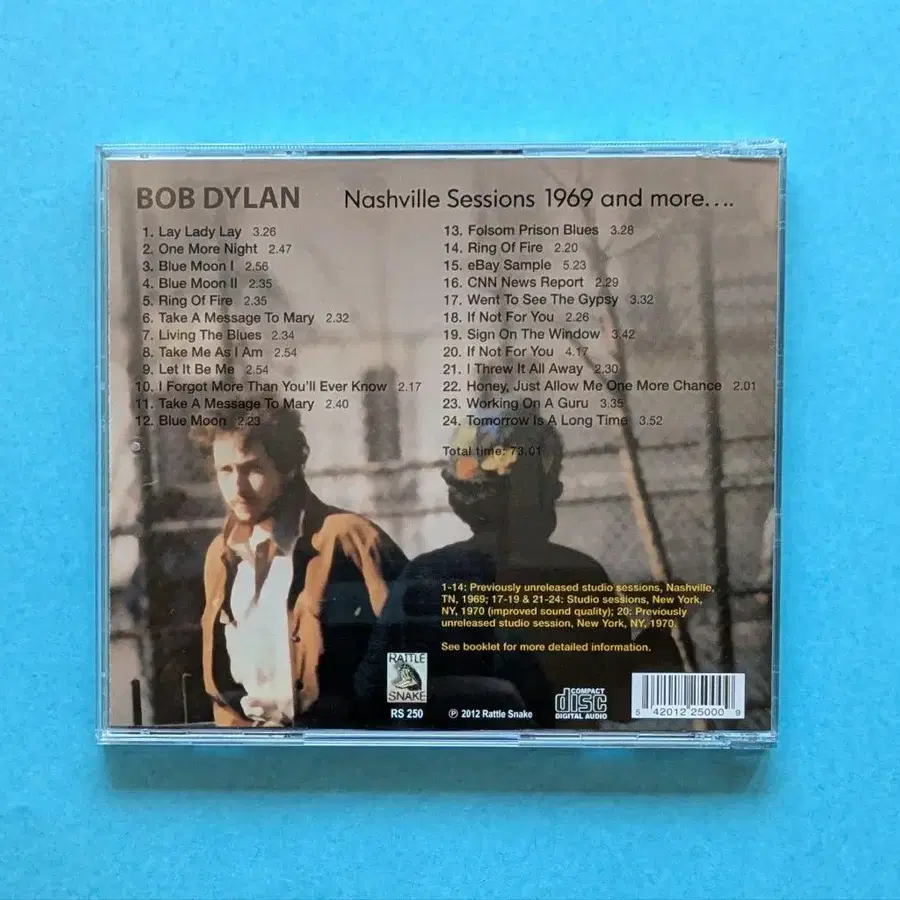 BOB DYLAN
Nashville Sessions 1969 and more....
1. Lay Lady Lay 3.26
2. One More Night 2.47
3. Blue Moon I 2.56
4. Blue Moon II 2.35
5. Ring Of Fire 2.35
6. Take A Message To Mary 2.32
7. Living The Blues 2.34
8. Take Me As I Am 2.54
9. Let It Be Me 2.54
10. I Forgot More Than You'll Ever Know 2.17
11. Take A Message To Mary 2.40
12. Blue Moon 2.23
13. Folsom Prison Blues 3.28
14. Ring Of Fire 2.20
15. eBay Sample 5.23
16. CNN News Report 2.29
17. Went To See The Gypsy 3.32
18. If Not For You 2.26
19. Sign On The Window 3.42
20. If Not For You 4.17
21. I Threw It All Away 2.30
22. Honey, Just Allow Me One More Chance 2.01
23. Working On A Guru 3.35
24. Tomorrow Is A Long Time 3.52
Total time: 73.01
1-14: Previously unreleased studio sessions, Nashville,
TN, 1969; 17-19 & 21-24: Studio sessions, New York,
NY, 1970 (improved sound quality); 20: Previously
unreleased studio session, New York, NY, 1970.
See booklet for more detailed information.
RATTLE
SNAKE
RS 250
℗ 2012 Rattle Snake
COMPACT
disc
DIGITAL AUDIO
5 42012 25000 9